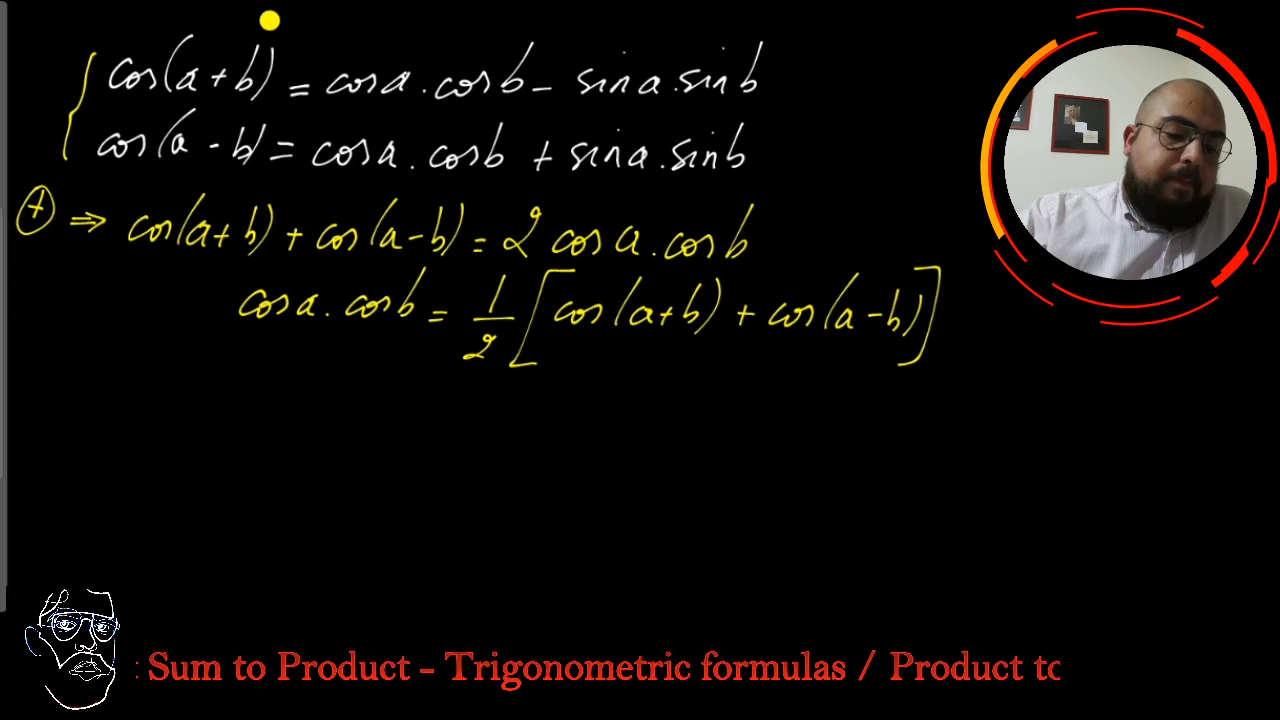 cos(a+b) = cosa.cosb - sina.sinb
cos(a-b) = cosa.cosb + sina.sinb
+ ⇒ cos(a+b) + cos(a-b) = 2 cosa.cosb
cosa.cosb = 1/2 [cos(a+b) + cos(a-b)]
: Sum to Product - Trigonometric formulas / Product to